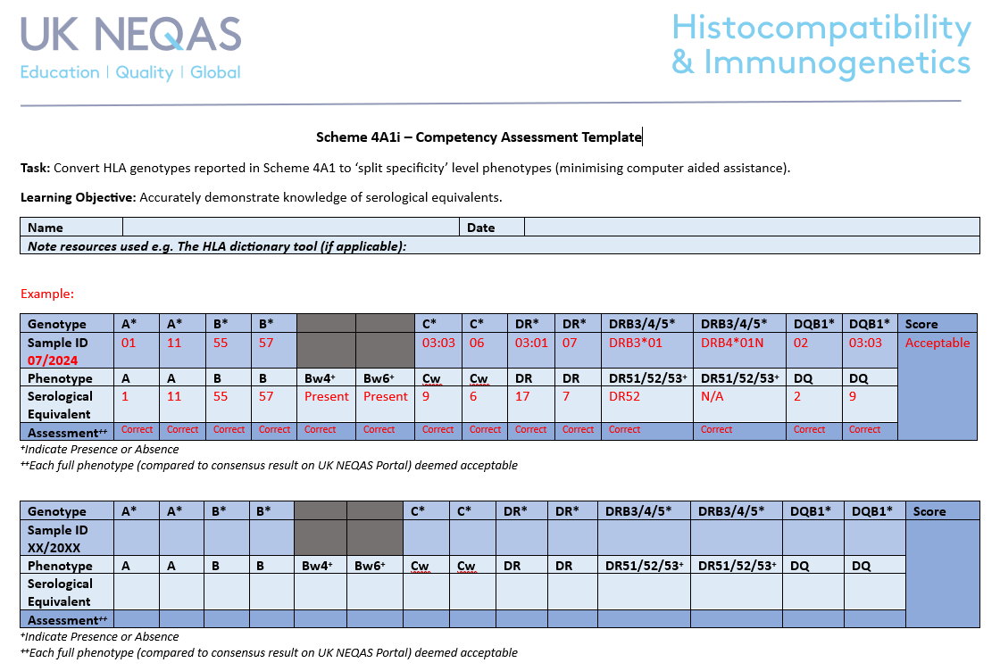 UK NEQAS
Education | Quality | Global
Histocompatibility
& Immunogenetics
Scheme 4A1i – Competency Assessment Template
Task: Convert HLA genotypes reported in Scheme 4A1 to ‘split specificity’ level phenotypes (minimising computer aided assistance).
Learning Objective: Accurately demonstrate knowledge of serological equivalents.
Name Date
Note resources used e.g. The HLA dictionary tool (if applicable):
Example:
Genotype A* A* B* B* C* C* DR* DR* DRB3/4/5* DRB3/4/5* DQB1* DQB1* Score
Sample ID 01 11 55 57 03:03 06 03:01 07 DRB3*01 DRB4*01N 02 03:03 Acceptable
07/2024
Phenotype A A B B Bw4⁺ Bw6⁺ Cw Cw DR DR DR51/52/53⁺ DR51/52/53⁺ DQ DQ
Serological 1 11 55 57 Present Present 9 6 17 7 DR52 N/A 2 9
Equivalent
Assessment⁺⁺ Correct Correct Correct Correct Correct Correct Correct Correct Correct Correct Correct Correct Correct Correct
⁺Indicate Presence or Absence
⁺⁺Each full phenotype (compared to consensus result on UK NEQAS Portal) deemed acceptable
Genotype A* A* B* B* C* C* DR* DR* DRB3/4/5* DRB3/4/5* DQB1* DQB1* Score
Sample ID
XX/20XX
Phenotype A A B B Bw4⁺ Bw6⁺ Cw Cw DR DR DR51/52/53⁺ DR51/52/53⁺ DQ DQ
Serological
Equivalent
Assessment⁺⁺
⁺Indicate Presence or Absence
⁺⁺Each full phenotype (compared to consensus result on UK NEQAS Portal) deemed acceptable